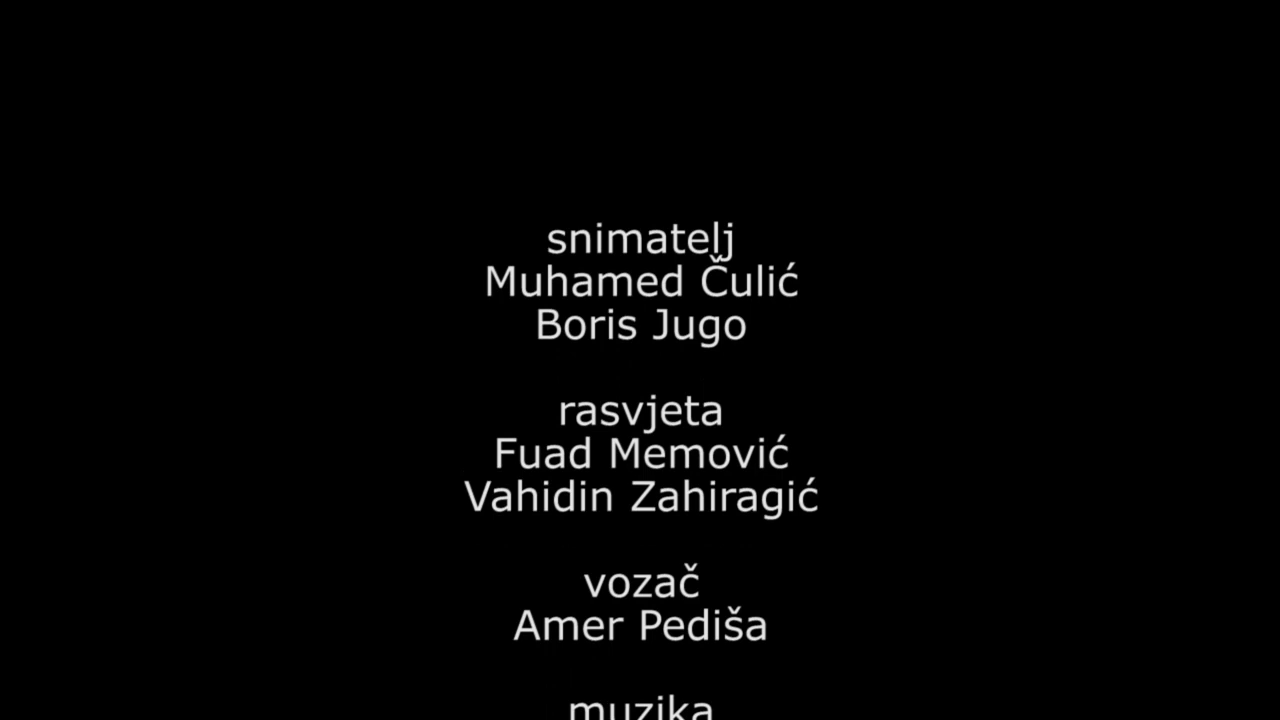 snimatelj
Muhamed Čulić
Boris Jugo
rasvjeta
Fuad Memović
Vahidin Zahiragić
vozač
Amer Pediša
muzika